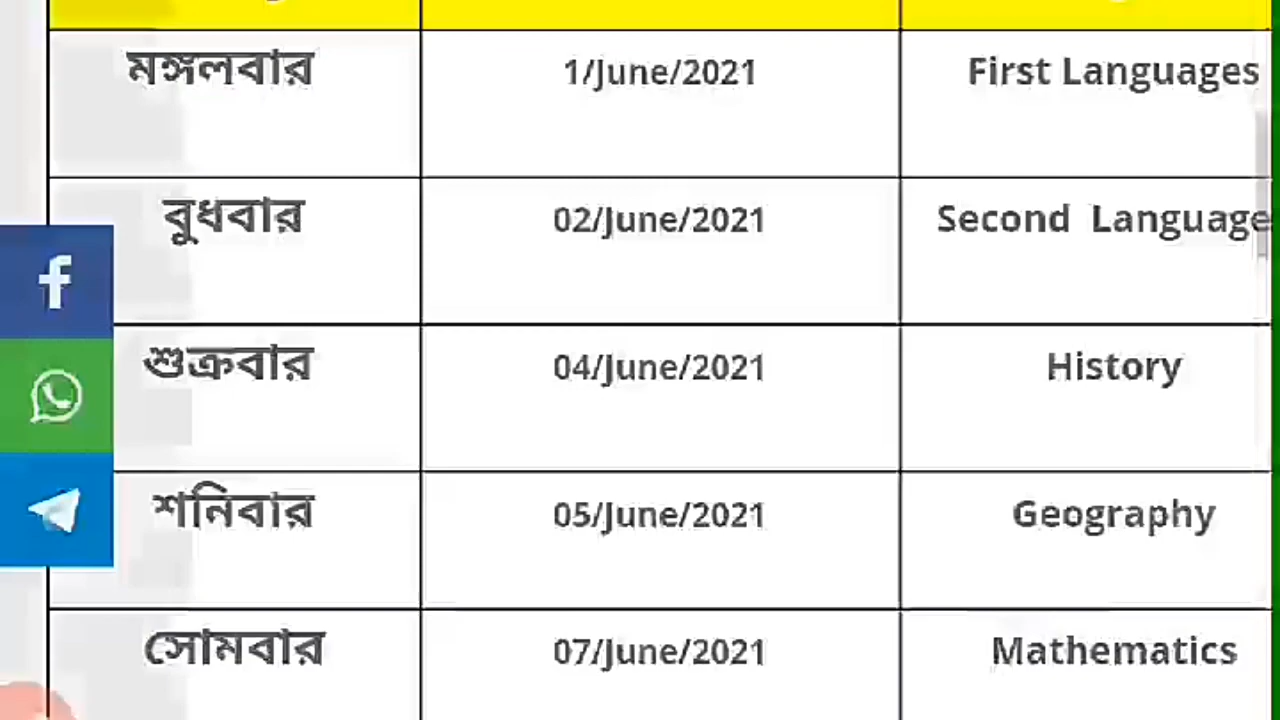 মঙ্গলবার 1/June/2021 First Languages
বুধবার 02/June/2021 Second Language
শুক্রবার 04/June/2021 History
শনিবার 05/June/2021 Geography
সোমবার 07/June/2021 Mathematics